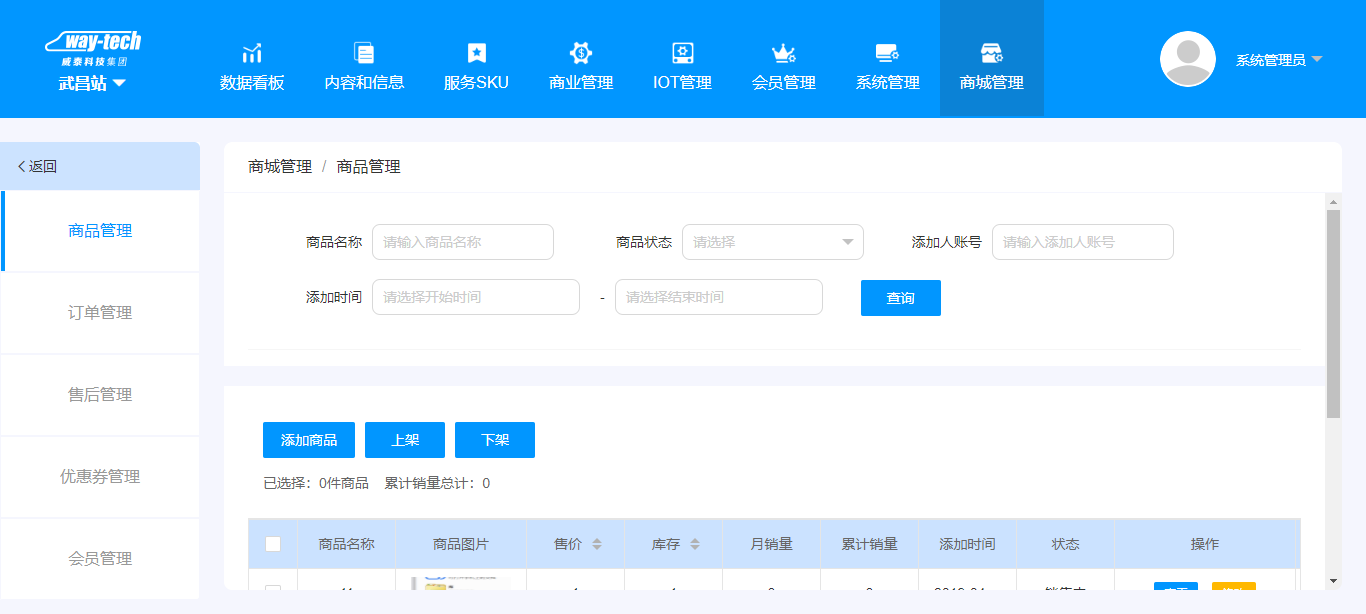 way-tech
威泰科技集团
武昌站
数据看板 内容和信息 服务SKU 商业管理 IOT管理 会员管理 系统管理 商城管理
系统管理员
返回
商品管理
订单管理
售后管理
优惠券管理
会员管理
商城管理 / 商品管理
商品名称 请输入商品名称 商品状态 请选择 添加人账号 请输入添加人账号
添加时间 请选择开始时间 - 请选择结束时间 查询
添加商品 上架 下架
已选择：0件商品 累计销量总计：0
商品名称 商品图片 售价 库存 月销量 累计销量 添加时间 状态 操作